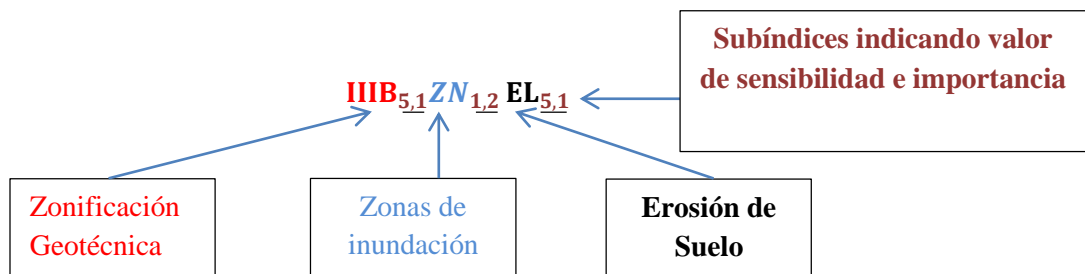 Subíndices indicando valor
de sensibilidad e importancia
IIIB5,1 ZN1,2 EL5,1
Zonificación
Geotécnica
Zonas de
inundación
Erosión de
Suelo